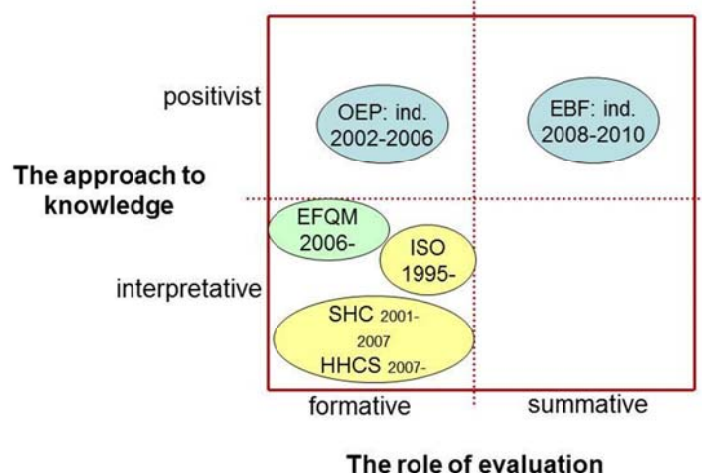 positivist
OEP: ind.
2002-2006
EBF: ind.
2008-2010
The approach to
knowledge
EFQM
2006-
ISO
1995-
interpretative
SHC 2001-
2007
HHCS 2007-
formative
summative
The role of evaluation